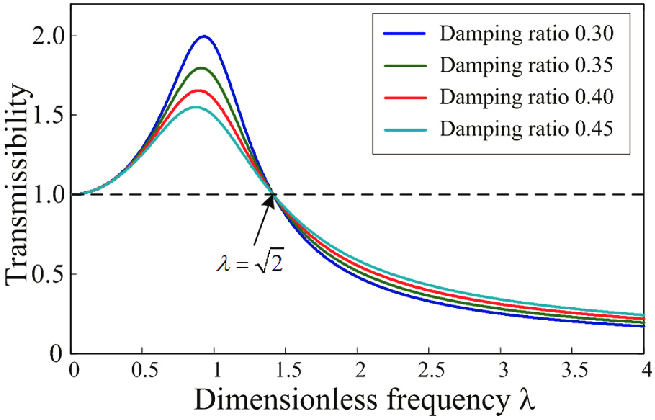 Transmissibility
2.0
1.5
1.0
0.5
0
Damping ratio 0.30
Damping ratio 0.35
Damping ratio 0.40
Damping ratio 0.45
λ = √2
0 0.5 1 1.5 2 2.5 3 3.5 4
Dimensionless frequency λ